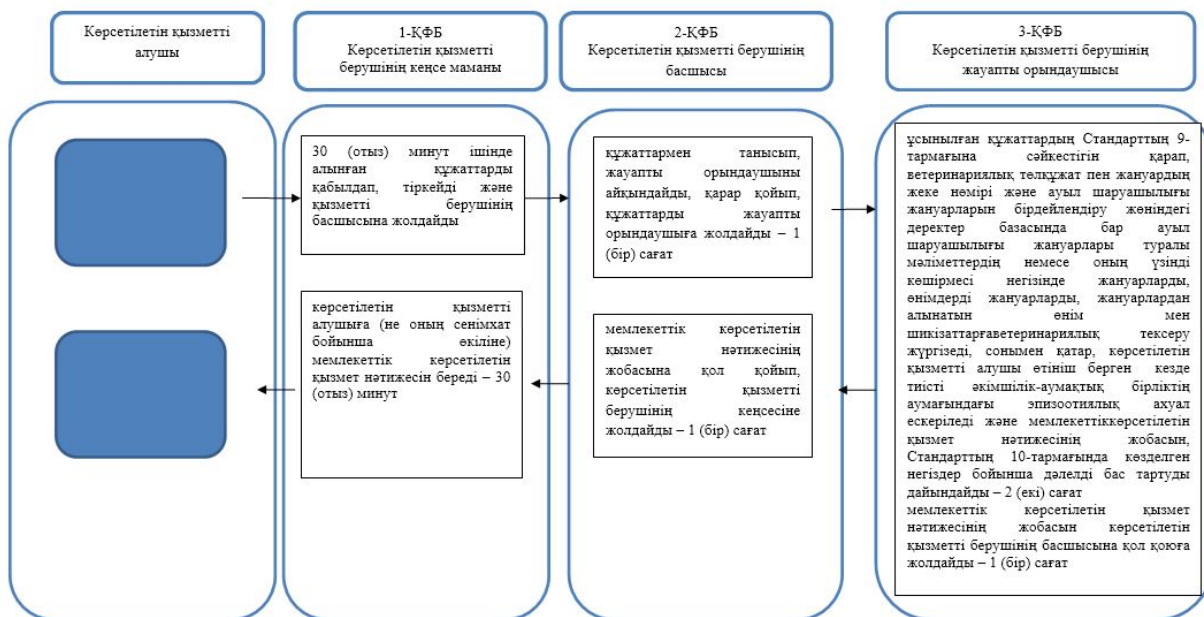 Көрсетілетін қызметті
алушы
1-ҚФБ
Көрсетілетін қызметті
берушінің кеңсе маманы
2-ҚФБ
Көрсетілетін қызметті берушінің
басшысы
3-ҚФБ
Көрсетілетін қызметті берушінің
жауапты орындаушысы
30 (отыз) минут ішінде
алынған құжаттарды
қабылдап, тіркейді және
қызметті берушінің
басшысына жолдайды
құжаттармен танысып,
жауапты орындаушыны
айқындайды, қарар қойып,
құжаттарды жауапты
орындаушыға жолдайды – 1
(бір) сағат
ұсынылған құжаттардың Стандарттың 9-
тармағына сәйкестігін қарап,
ветеринариялық төлқұжат пен жануардың
жеке нөмірі және ауыл шаруашылығы
жануарларын бірдейлендіру жөніндегі
деректер базасында бар ауыл
шаруашылығы жануарлары туралы
мәліметтердің немесе оның үзінді
көшірмесі негізінде жануарларды,
өнімдерді жануарларды, жануарлардан
алынатын өнім мен
шикізаттарғаветеринариялық тексеру
жүргізеді, сонымен қатар, көрсетілетін
қызметті алушы өтініш берген кезде
тиісті әкімшілік-аумақтық бірліктің
аумағындағы эпизоотиялық ахуал
ескеріледі және мемлекеттіккөрсетілетін
қызмет нәтижесінің жобасын,
Стандарттың 10-тармағында көзделген
негіздер бойынша дәлелді бас тартуды
дайындайды – 2 (екі) сағат
мемлекеттік көрсетілетін қызмет
нәтижесінің жобасын көрсетілетін
қызметті берушінің басшысына қол қоюға
жолдайды – 1 (бір) сағат
көрсетілетін қызметті
алушыға (не оның сенімхат
бойынша өкіліне)
мемлекеттік көрсетілетін
қызмет нәтижесін береді – 30
(отыз) минут
мемлекеттік көрсетілетін
қызмет нәтижесінің
жобасына қол қойып,
көрсетілетін қызметті
берушінің кеңсесіне
жолдайды – 1 (бір) сағат